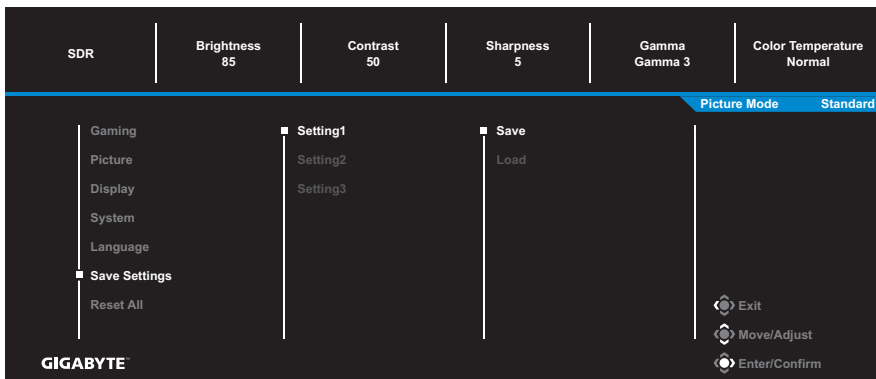 SDR
Brightness
85
Contrast
50
Sharpness
5
Gamma
Gamma 3
Color Temperature
Normal
Picture Mode Standard
Gaming
Picture
Display
System
Language
Save Settings
Reset All
Setting1
Setting2
Setting3
Save
Load
Exit
Move/Adjust
Enter/Confirm
GIGABYTE™